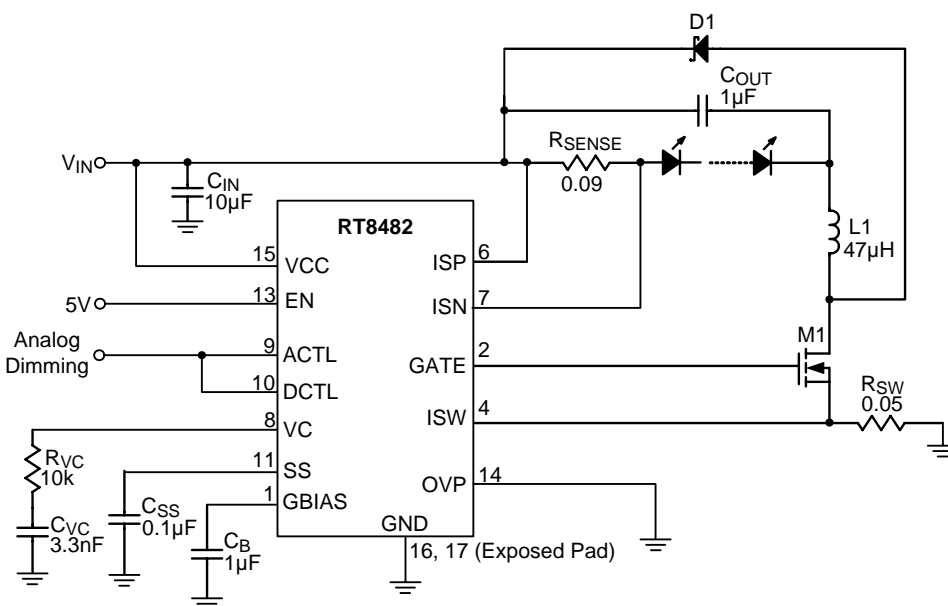 D1
COUT
1µF
RSENSE
0.09
VIN
CIN
10µF
RT8482
L1
47µH
15
VCC
ISP
6
5V
13
EN
ISN
7
Analog
Dimming
9
ACTL
10
DCTL
GATE
2
M1
RSW
0.05
8
VC
ISW
4
RVC
10k
11
SS
OVP
14
CSS
0.1µF
1
GBIAS
CVC
3.3nF
CB
1µF
GND
16, 17 (Exposed Pad)